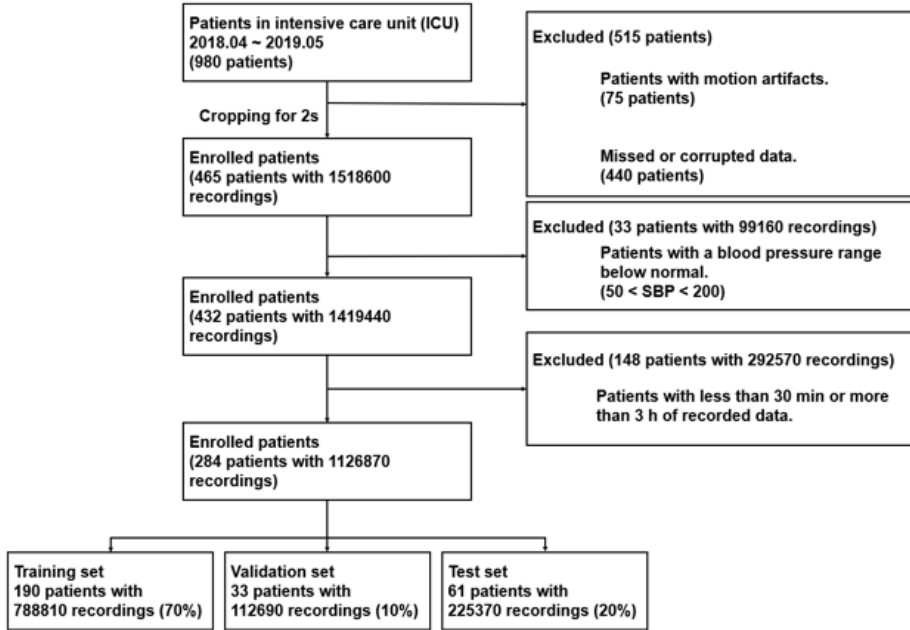 Patients in intensive care unit (ICU)
2018.04 ~ 2019.05
(980 patients)
Excluded (515 patients)
Patients with motion artifacts.
(75 patients)
Missed or corrupted data.
(440 patients)
Cropping for 2s
Enrolled patients
(465 patients with 1518600
recordings)
Excluded (33 patients with 99160 recordings)
Patients with a blood pressure range
below normal.
(50 < SBP < 200)
Enrolled patients
(432 patients with 1419440
recordings)
Excluded (148 patients with 292570 recordings)
Patients with less than 30 min or more
than 3 h of recorded data.
Enrolled patients
(284 patients with 1126870
recordings)
Training set
190 patients with
788810 recordings (70%)
Validation set
33 patients with
112690 recordings (10%)
Test set
61 patients with
225370 recordings (20%)